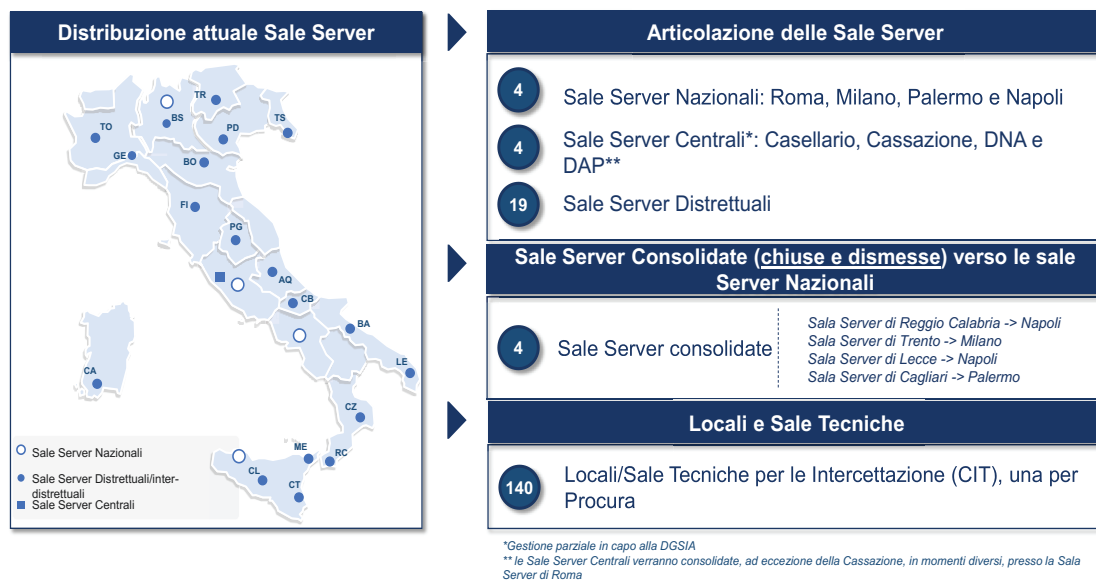 Distribuzione attuale Sale Server
TR
BS
TS
TO
PD
GE
BO
FI
PG
AQ
CB
BA
LE
CA
CZ
ME
RC
CL
CT
Sale Server Nazionali
Sale Server Distrettuali/inter-
distrettuali
Sale Server Centrali
Articolazione delle Sale Server
4
Sale Server Nazionali: Roma, Milano, Palermo e Napoli
4
Sale Server Centrali*: Casellario, Cassazione, DNA e
DAP**
19
Sale Server Distrettuali
Sale Server Consolidate (chiuse e dismesse) verso le sale
Server Nazionali
4
Sale Server consolidate
Sala Server di Reggio Calabria -> Napoli
Sala Server di Trento -> Milano
Sala Server di Lecce -> Napoli
Sala Server di Cagliari -> Palermo
Locali e Sale Tecniche
140
Locali/Sale Tecniche per le Intercettazione (CIT), una per
Procura
*Gestione parziale in capo alla DGSIA
** le Sale Server Centrali verranno consolidate, ad eccezione della Cassazione, in momenti diversi, presso la Sala
Server di Roma